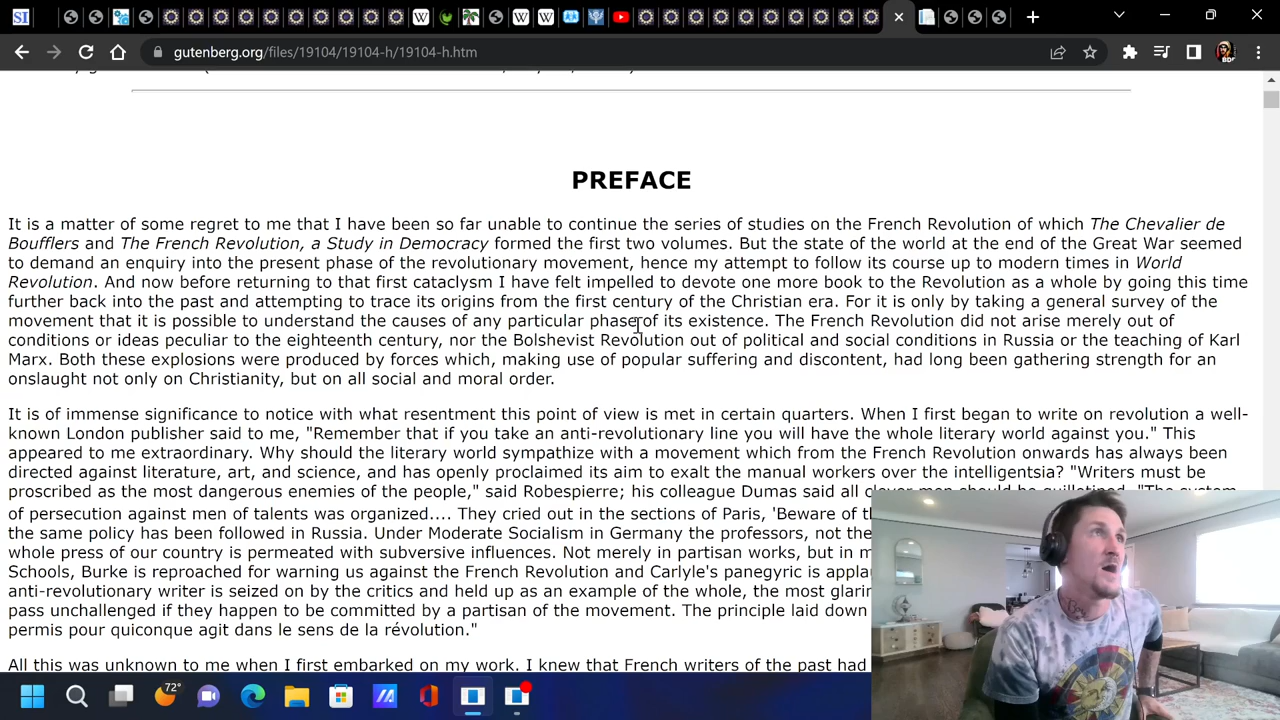 SI
W
W
W
gutenberg.org/files/19104/19104-h/19104-h.htm
BDF
PREFACE
It is a matter of some regret to me that I have been so far unable to continue the series of studies on the French Revolution of which The Chevalier de
Boufflers and The French Revolution, a Study in Democracy formed the first two volumes. But the state of the world at the end of the Great War seemed
to demand an enquiry into the present phase of the revolutionary movement, hence my attempt to follow its course up to modern times in World
Revolution. And now before returning to that first cataclysm I have felt impelled to devote one more book to the Revolution as a whole by going this time
further back into the past and attempting to trace its origins from the first century of the Christian era. For it is only by taking a general survey of the
movement that it is possible to understand the causes of any particular phase of its existence. The French Revolution did not arise merely out of
conditions or ideas peculiar to the eighteenth century, nor the Bolshevist Revolution out of political and social conditions in Russia or the teaching of Karl
Marx. Both these explosions were produced by forces which, making use of popular suffering and discontent, had long been gathering strength for an
onslaught not only on Christianity, but on all social and moral order.
It is of immense significance to notice with what resentment this point of view is met in certain quarters. When I first began to write on revolution a well-
known London publisher said to me, "Remember that if you take an anti-revolutionary line you will have the whole literary world against you." This
appeared to me extraordinary. Why should the literary world sympathize with a movement which from the French Revolution onwards has always been
directed against literature, art, and science, and has openly proclaimed its aim to exalt the manual workers over the intelligentsia? "Writers must be
proscribed as the most dangerous enemies of the people," said Robespierre; his colleague Dumas said all clever men should be guillotined. "The system
of persecution against men of talents was organized.... They cried out in the sections of Paris, 'Beware of
the same policy has been followed in Russia. Under Moderate Socialism in Germany the professors, not the
whole press of our country is permeated with subversive influences. Not merely in partisan works, but in
Schools, Burke is reproached for warning us against the French Revolution and Carlyle's panegyric is
anti-revolutionary writer is seized on by the critics and held up as an example of the whole, the most
pass unchallenged if they happen to be committed by a partisan of the movement. The principle laid down
permis pour quiconque agit dans le sens de la révolution."
All this was unknown to me when I first embarked on my work. I knew that French writers of the past had
72°